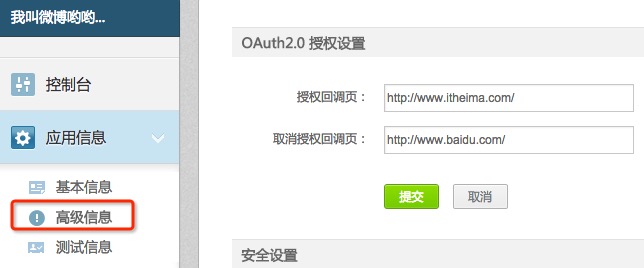 我叫微博哟哟...
控制台
应用信息
基本信息
高级信息
测试信息
OAuth2.0 授权设置
授权回调页： http://www.itheima.com/
取消授权回调页： http://www.baidu.com/
提交 取消
安全设置